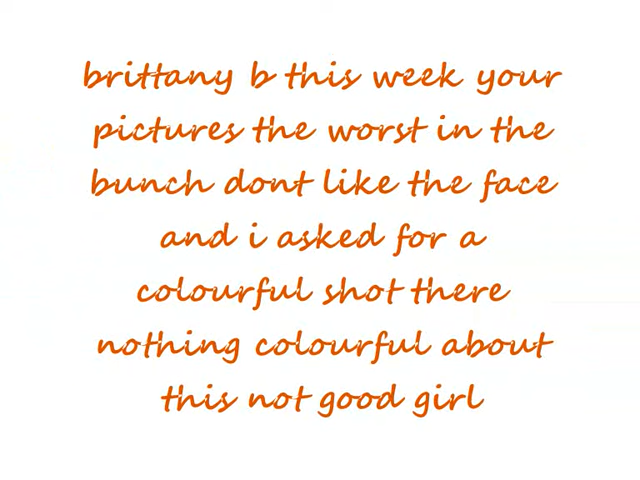 brittany b this week your
pictures the worst in the
bunch dont like the face
and i asked for a
colourful shot there
nothing colourful about
this not good girl